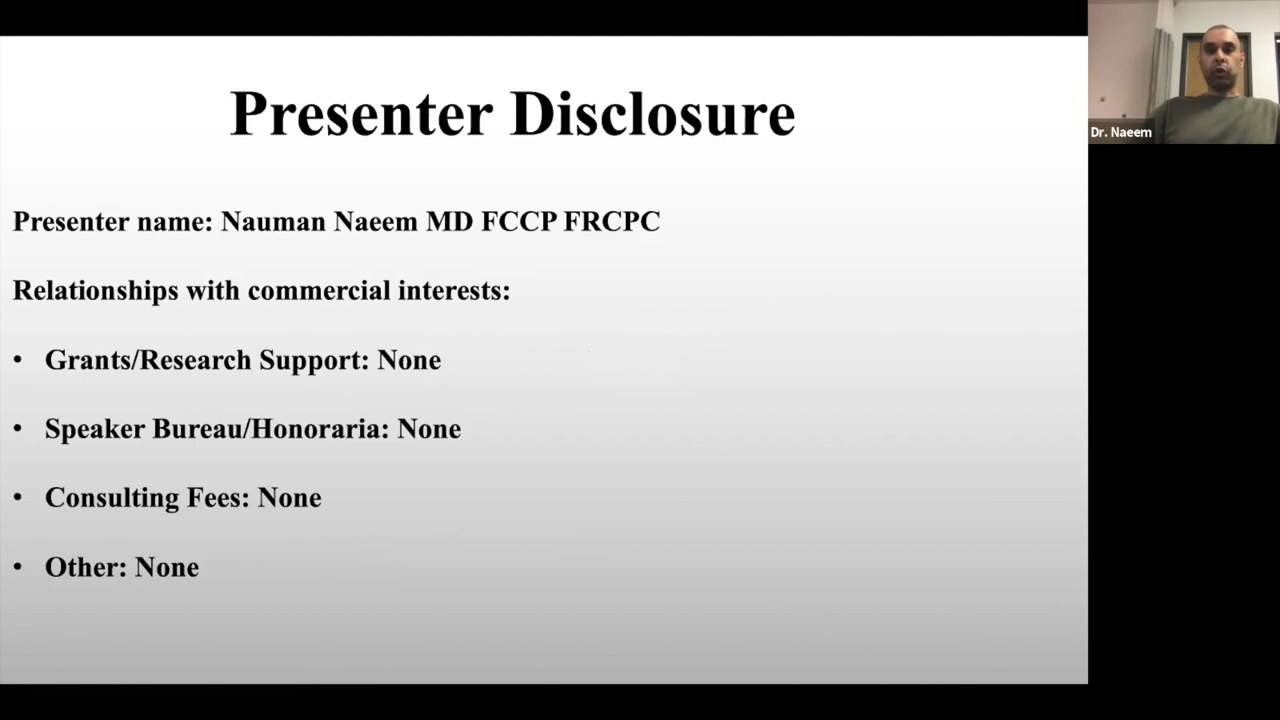 Presenter Disclosure
Presenter name: Nauman Naeem MD FCCP FRCPC
Relationships with commercial interests:
• Grants/Research Support: None
• Speaker Bureau/Honoraria: None
• Consulting Fees: None
• Other: None
Dr. Naeem